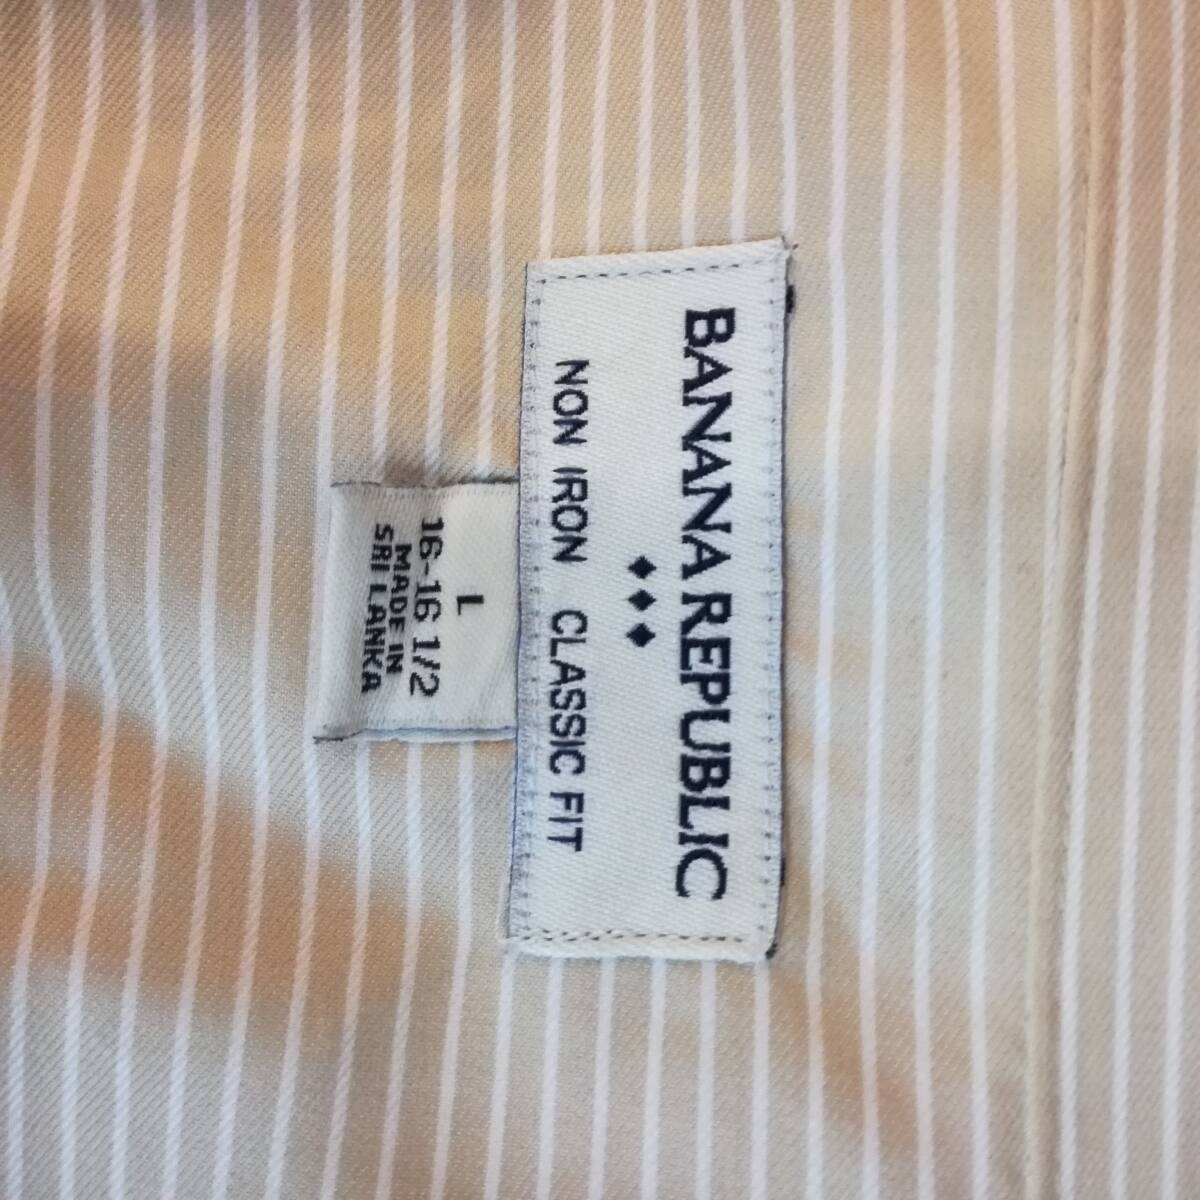 BANANA REPUBLIC
NON IRON CLASSIC FIT
L
16-16 1/2
MADE IN
SRI LANKA